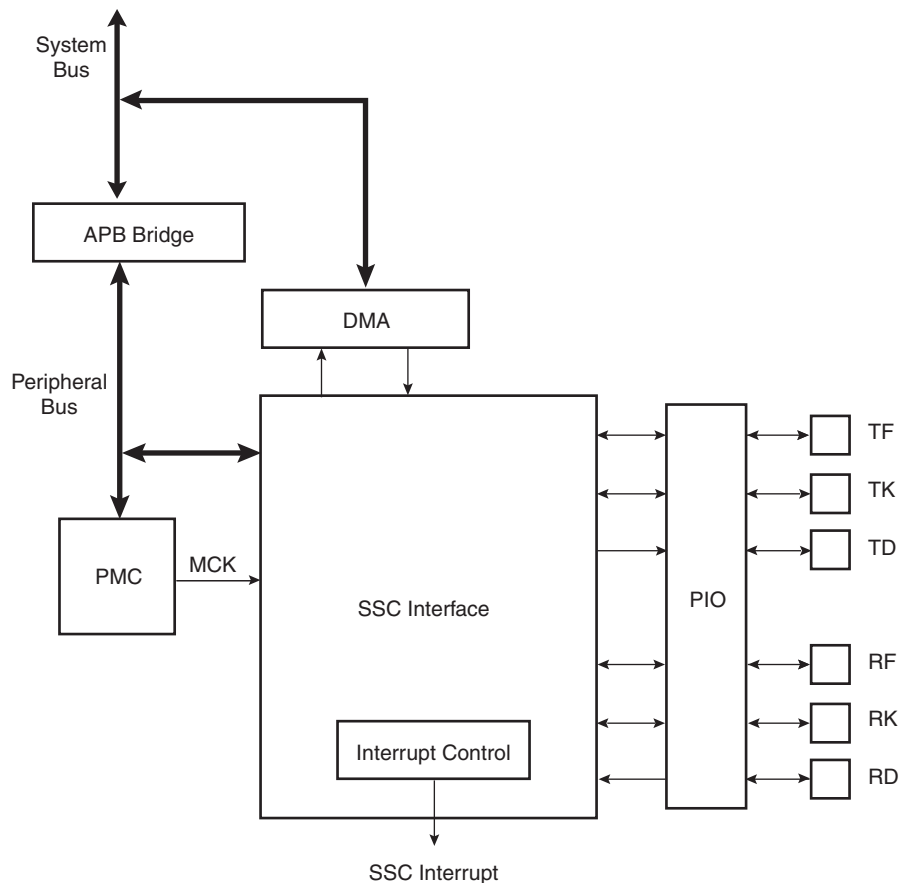 System
Bus
APB Bridge
DMA
Peripheral
Bus
PMC
MCK
SSC Interface
Interrupt Control
SSC Interrupt
PIO
TF
TK
TD
RF
RK
RD